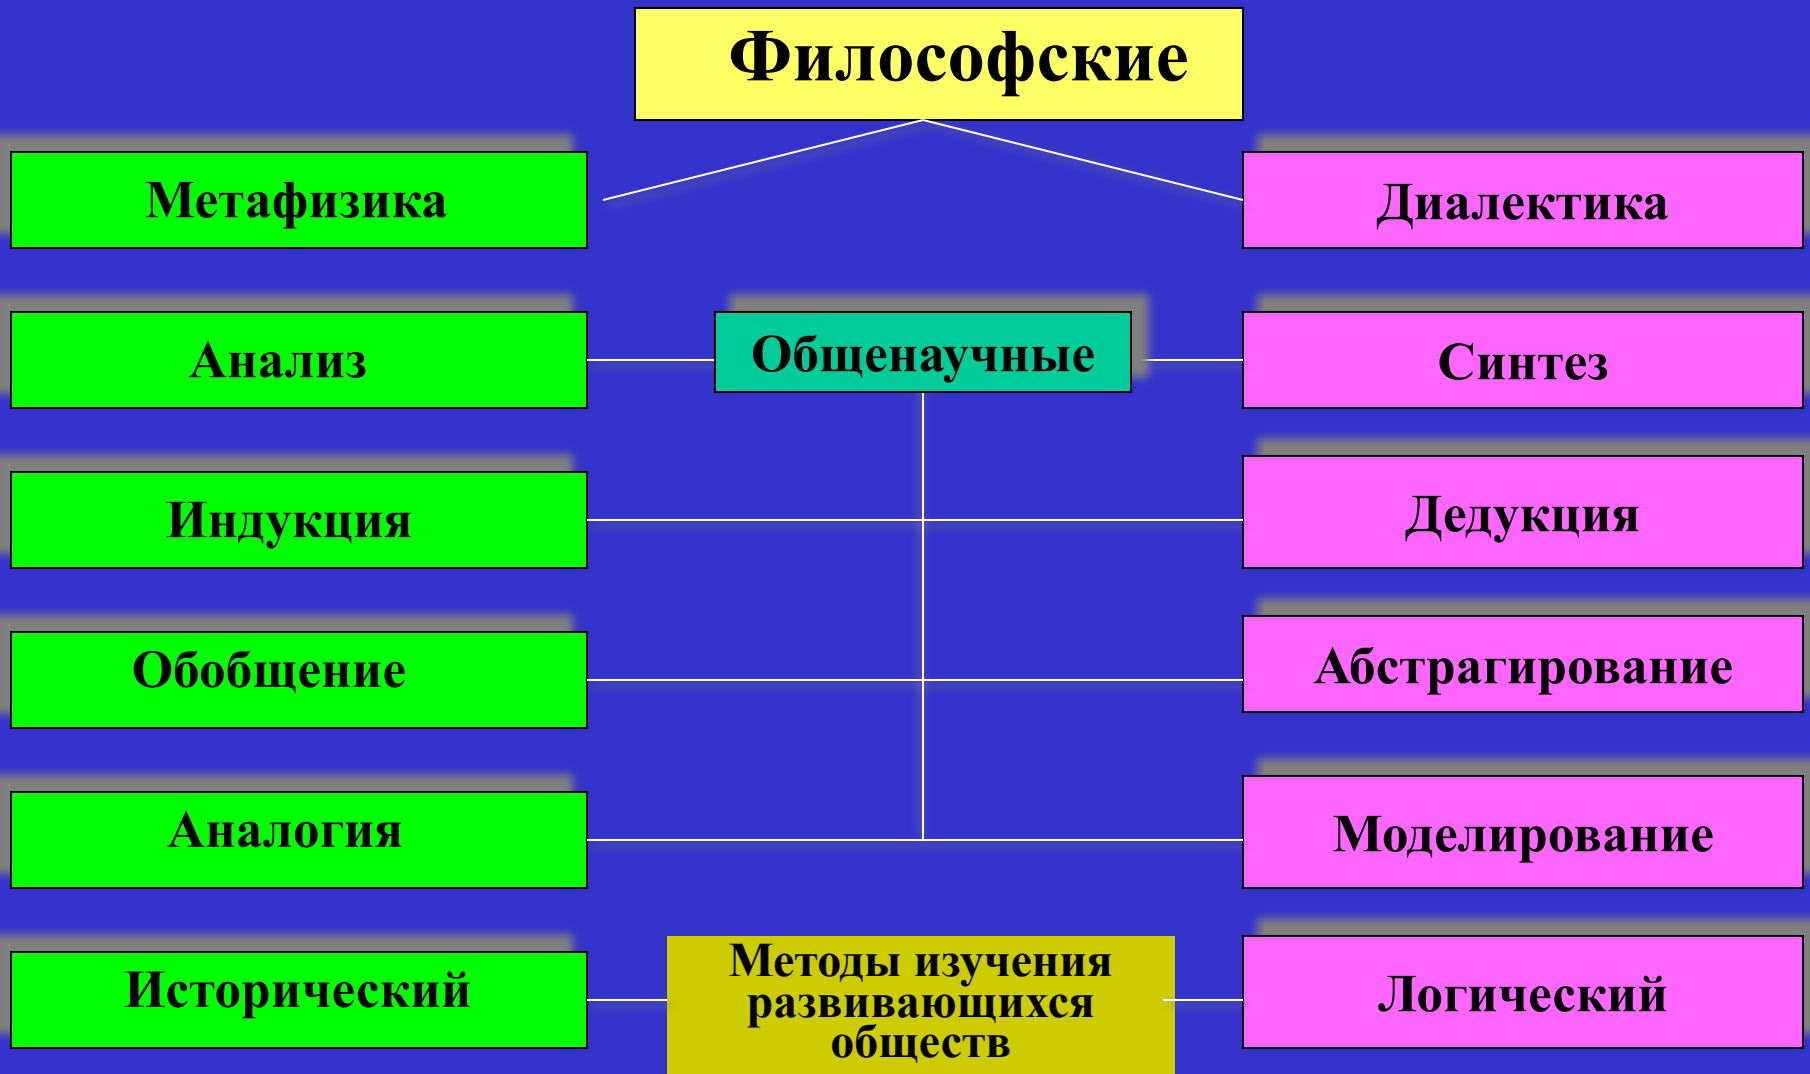 Философские
Метафизика
Диалектика
Анализ
Общенаучные
Синтез
Индукция
Дедукция
Обобщение
Абстрагирование
Аналогия
Моделирование
Исторический
Методы изучения
развивающихся
обществ
Логический